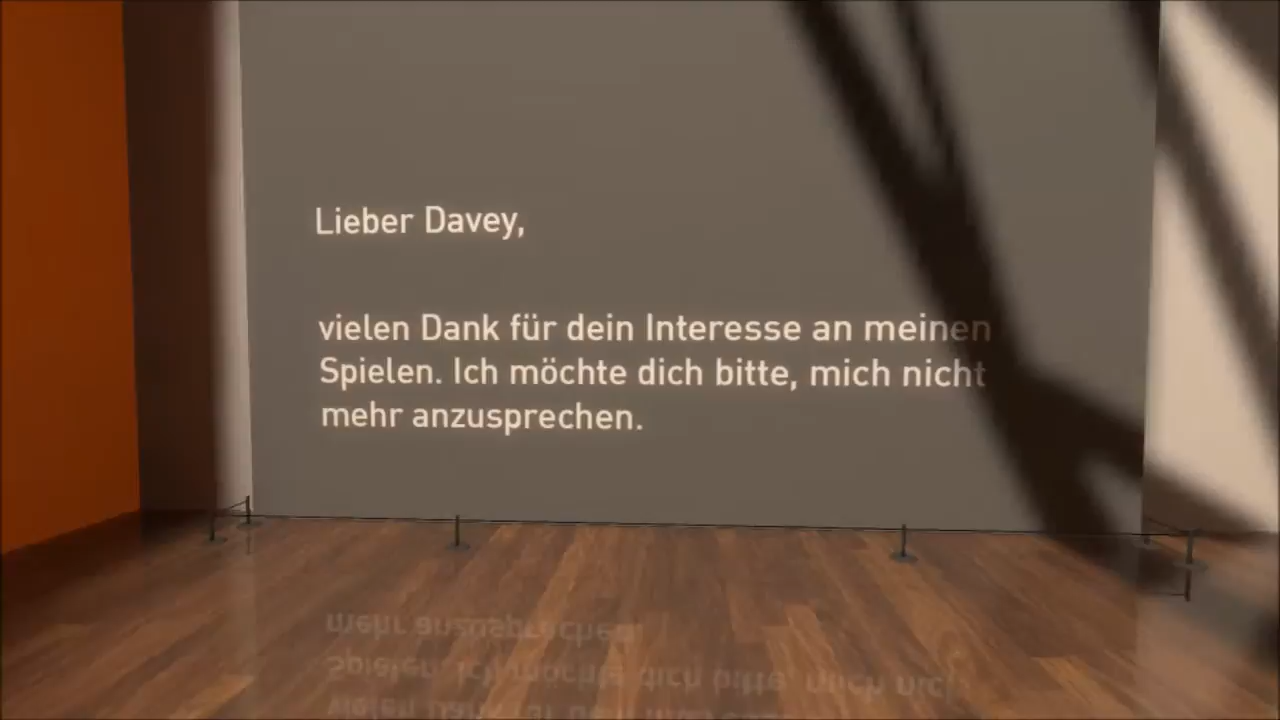 Lieber Davey,
vielen Dank für dein Interesse an meinen
Spielen. Ich möchte dich bitte, mich nicht
mehr anzusprechen.